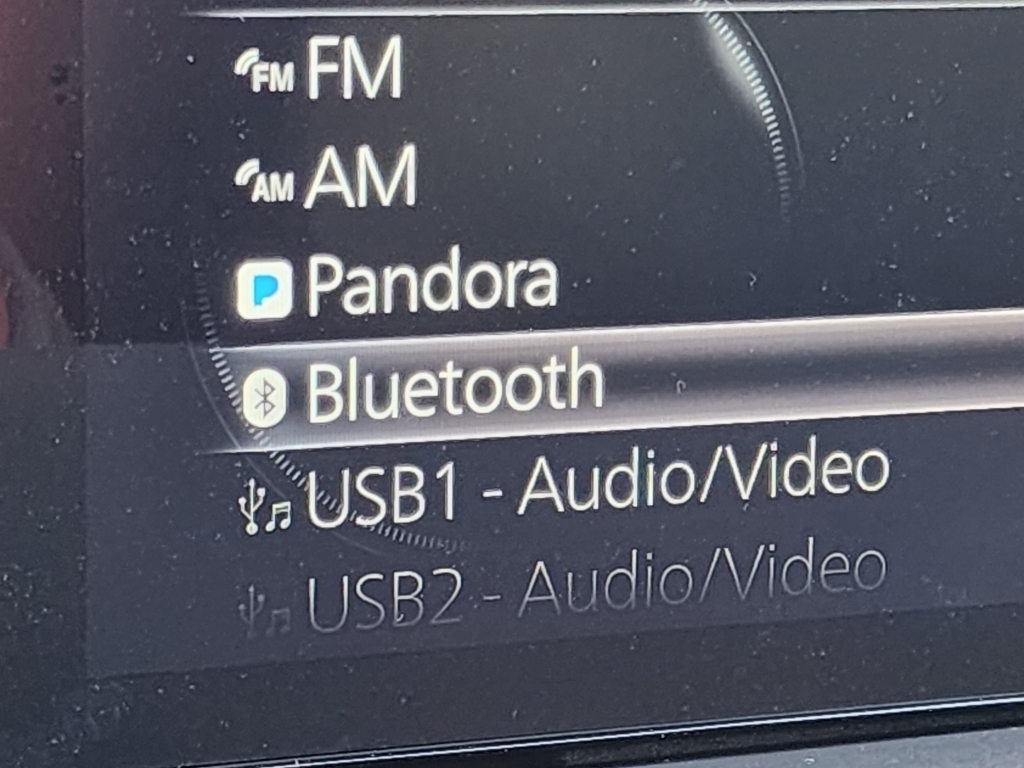 FM FM
AM AM
P Pandora
Bluetooth
USB1 - Audio/Video
USB2 - Audio/Video